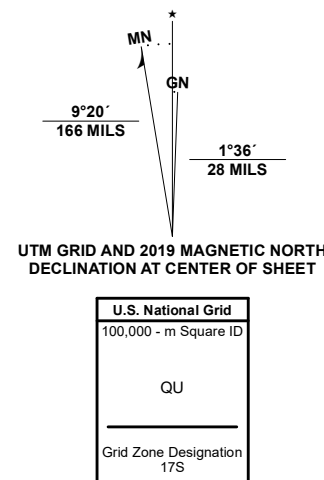 ★
MN
GN
9°20´
166 MILS
1°36´
28 MILS
UTM GRID AND 2019 MAGNETIC NORTH
DECLINATION AT CENTER OF SHEET
U.S. National Grid
100,000 - m Square ID
QU
Grid Zone Designation
17S